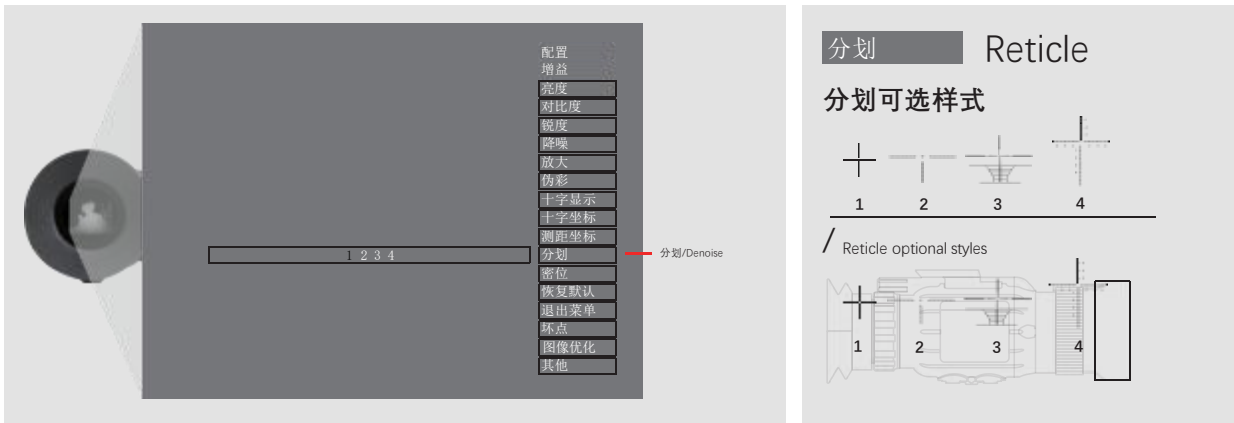 配置
增益
亮度
对比度
锐度
降噪
放大
伪彩
十字显示
十字坐标
测距坐标
1 2 3 4
分划
分划/Denoise
密位
恢复默认
退出菜单
坏点
图像优化
其他
分划 Reticle
分划可选样式
1 2 3 4
/ Reticle optional styles
1 2 3 4